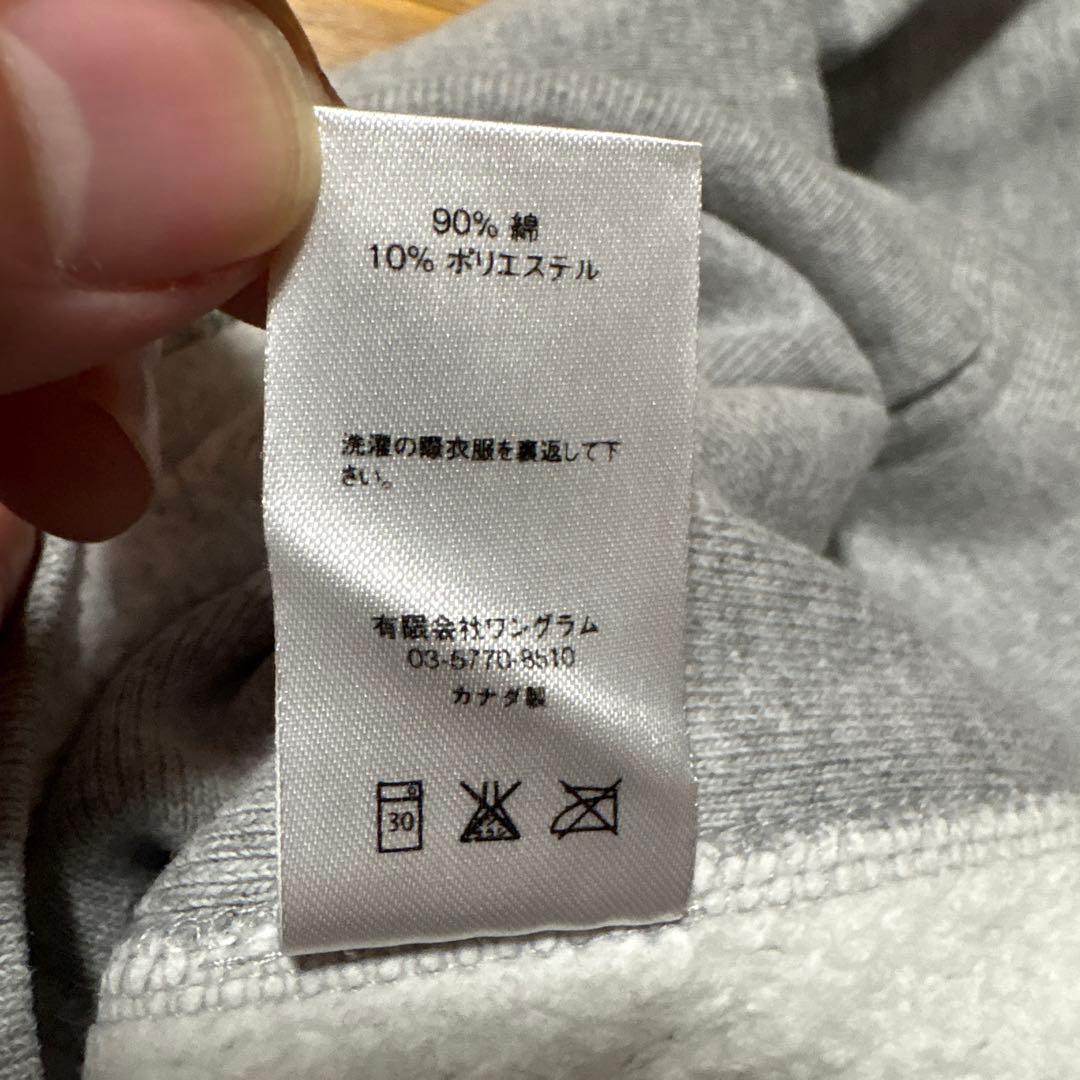 90% 綿
10% ポリエステル
洗濯の際衣服を裏返して下
さい。
有限会社ワングラム
03-5770-8510
カナダ製
30